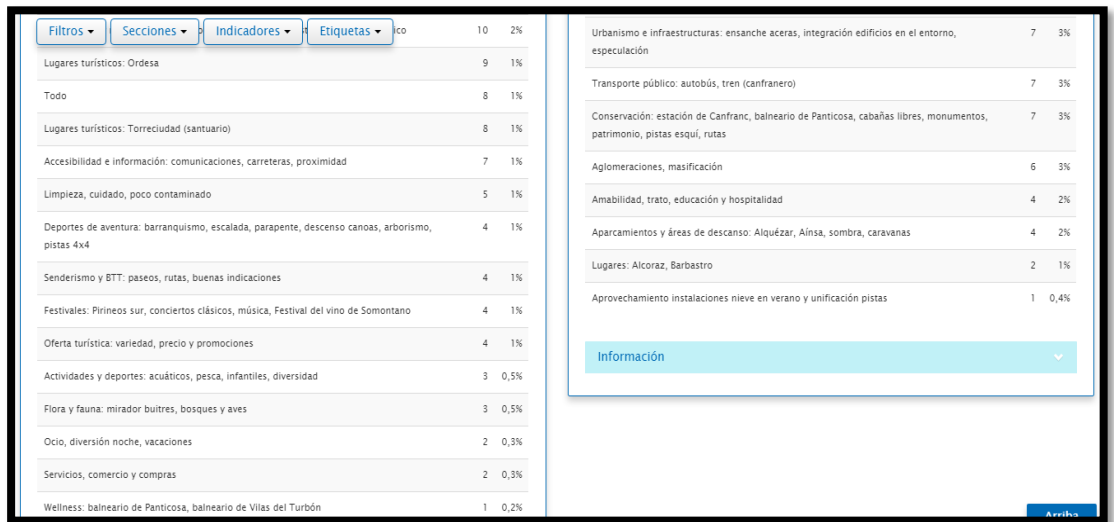 Filtros Secciones Indicadores Etiquetas ico 10 2%
Lugares turísticos: Ordesa 9 1%
Todo 8 1%
Lugares turísticos: Torreciudad (santuario) 8 1%
Accesibilidad e información: comunicaciones, carreteras, proximidad 7 1%
Limpieza, cuidado, poco contaminado 5 1%
Deportes de aventura: barranquismo, escalada, parapente, descenso canoas, arborismo, 4 1%
pistas 4x4
Senderismo y BTT: paseos, rutas, buenas indicaciones 4 1%
Festivales: Pirineos sur, conciertos clásicos, música, Festival del vino de Somontano 4 1%
Oferta turística: variedad, precio y promociones 4 1%
Actividades y deportes: acuáticos, pesca, infantiles, diversidad 3 0,5%
Flora y fauna: mirador buitres, bosques y aves 3 0,5%
Ocio, diversión noche, vacaciones 2 0,3%
Servicios, comercio y compras 2 0,3%
Wellness: balneario de Panticosa, balneario de Vilas del Turbón 1 0,2%
Urbanismo e infraestructuras: ensanche aceras, integración edificios en el entorno, 7 3%
especulación
Transporte público: autobús, tren (canfranero) 7 3%
Conservación: estación de Canfranc, balneario de Panticosa, cabañas libres, monumentos, 7 3%
patrimonio, pistas esquí, rutas
Aglomeraciones, masificación 6 3%
Amabilidad, trato, educación y hospitalidad 4 2%
Aparcamientos y áreas de descanso: Alquézar, Aínsa, sombra, caravanas 4 2%
Lugares: Alcoraz, Barbastro 2 1%
Aprovechamiento instalaciones nieve en verano y unificación pistas 1 0,4%
Información
Arriba